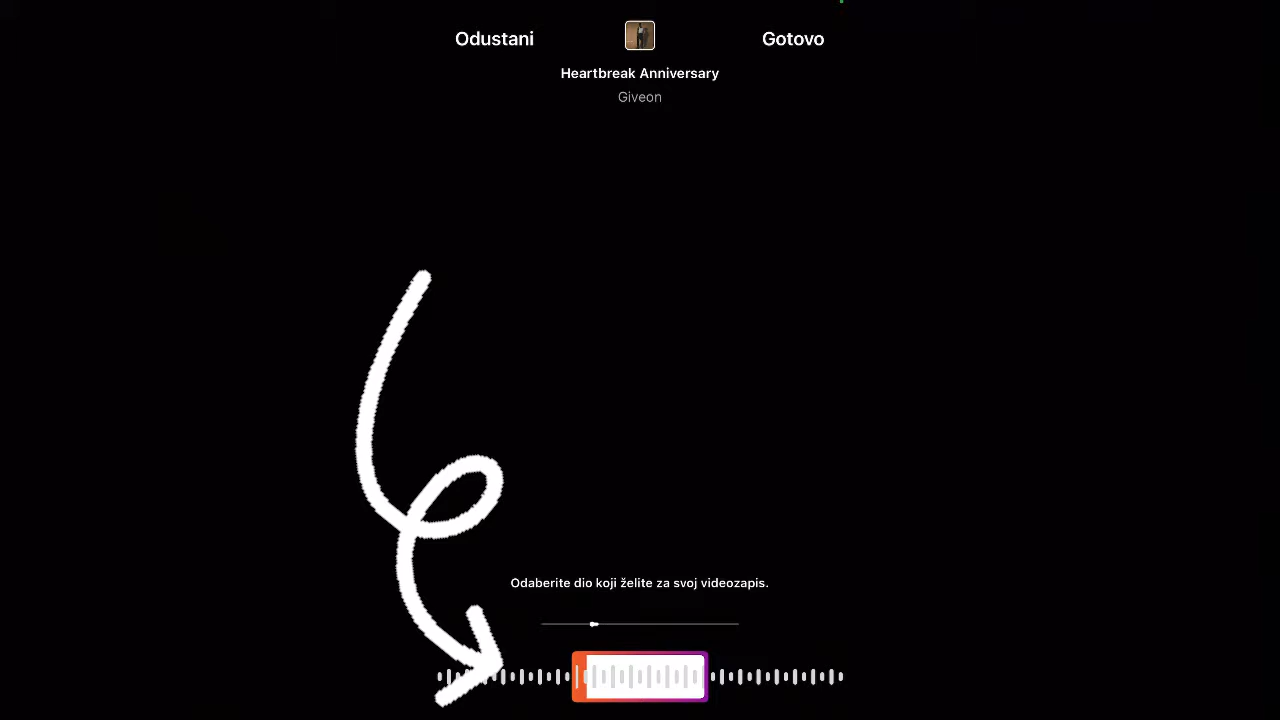 Odustani
Gotovo
Heartbreak Anniversary
Giveon
Odaberite dio koji želite za svoj videozapis.